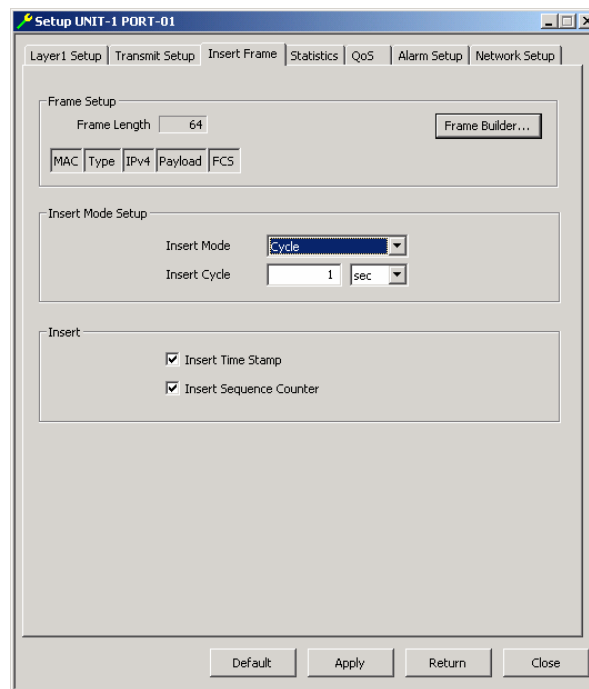 Setup UNIT-1 PORT-01
Layer1 Setup Transmit Setup Insert Frame Statistics QoS Alarm Setup Network Setup
Frame Setup
Frame Length 64 Frame Builder...
MAC Type IPv4 Payload FCS
Insert Mode Setup
Insert Mode Cycle
Insert Cycle 1 sec
Insert
Insert Time Stamp
Insert Sequence Counter
Default Apply Return Close